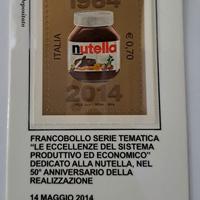 1964
ITALIA
€0,70
nutella
2014
FRANCOBOLLO SERIE TEMATICA
“LE ECCELLENZE DEL SISTEMA
PRODUTTIVO ED ECONOMICO”
DEDICATO ALLA NUTELLA, NEL
50° ANNIVERSARIO DELLA
REALIZZAZIONE
14 MAGGIO 2014